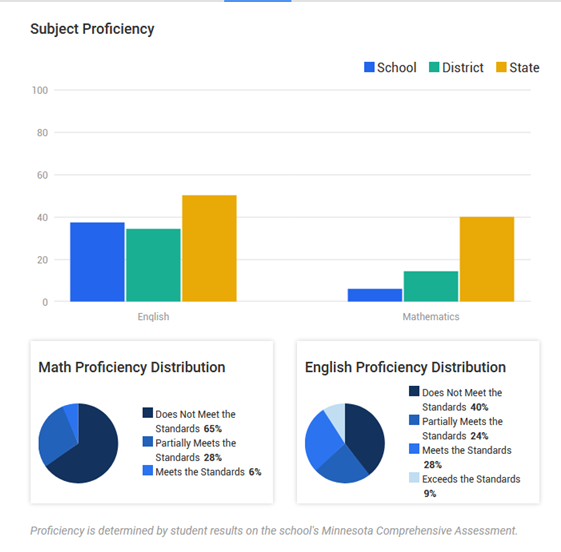 Subject Proficiency
School District State
100
80
60
40
20
0
English
Mathematics
Math Proficiency Distribution
Does Not Meet the
Standards 65%
Partially Meets the
Standards 28%
Meets the Standards 6%
English Proficiency Distribution
Does Not Meet the
Standards 40%
Partially Meets the
Standards 24%
Meets the Standards
28%
Exceeds the Standards
9%
Proficiency is determined by student results on the school's Minnesota Comprehensive Assessment.